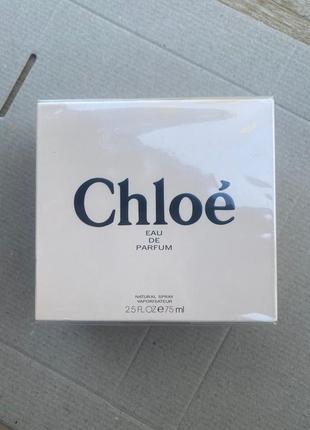 Chloé
EAU
DE
PARFUM
NATURAL SPRAY
VAPORISATEUR
2.5 FL.OZ℮75 ml